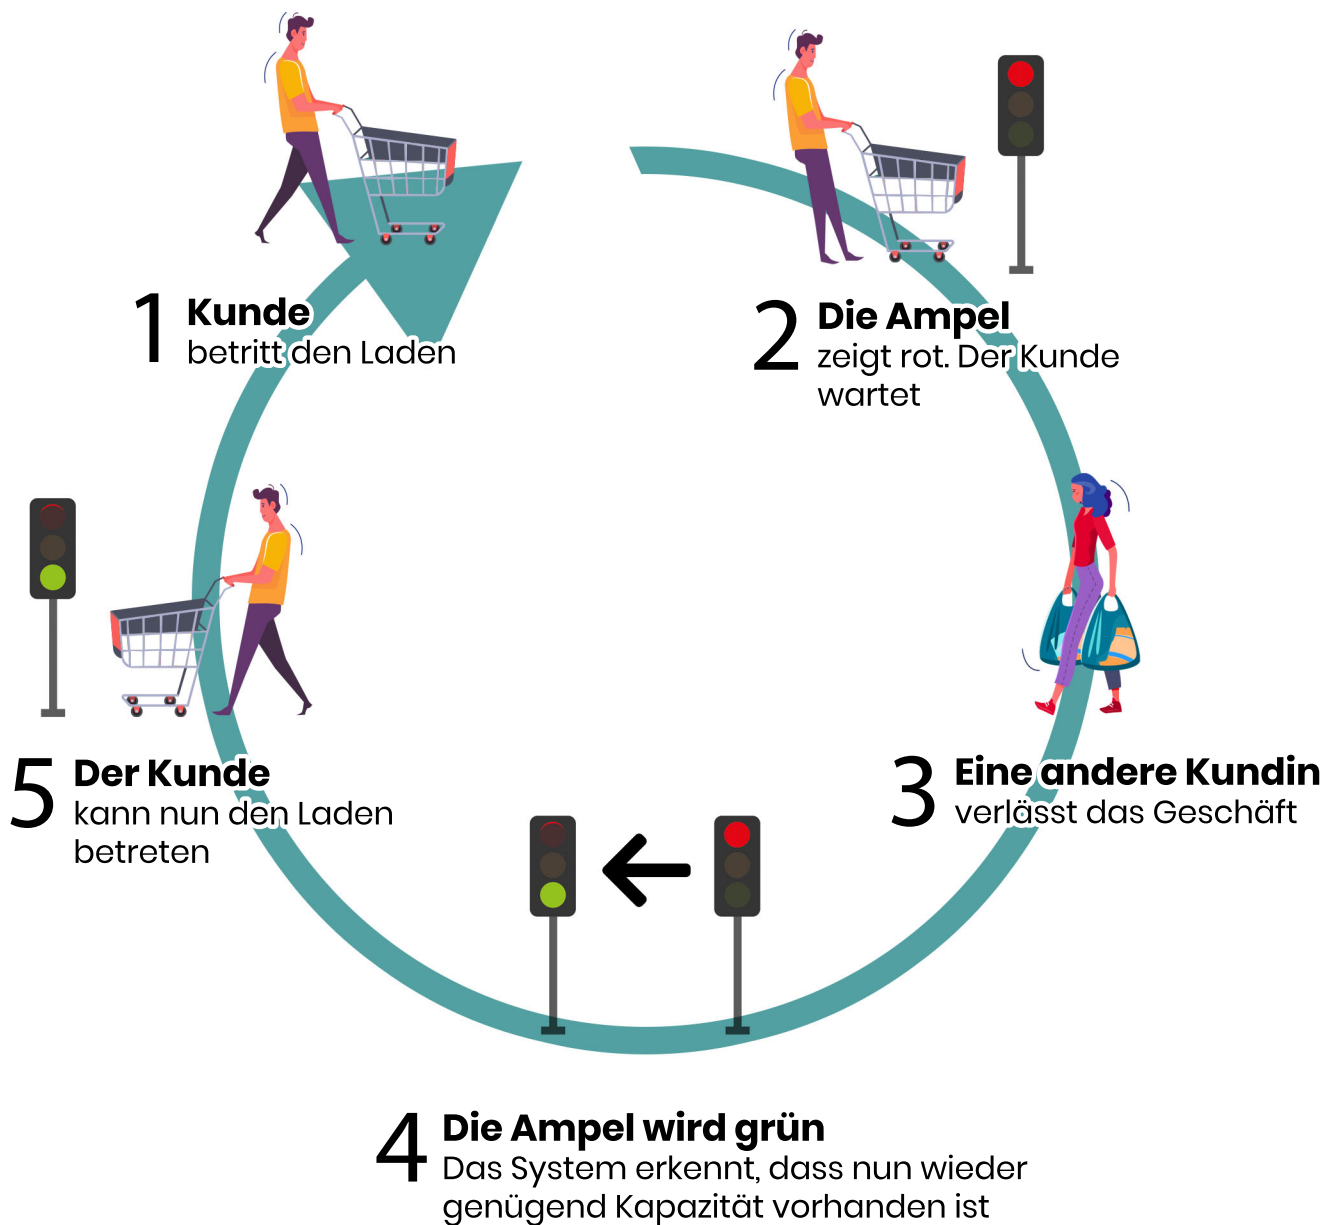 1 Kunde
betritt den Laden
2 Die Ampel
zeigt rot. Der Kunde
wartet
3 Eine andere Kundin
verlässt das Geschäft
4 Die Ampel wird grün
Das System erkennt, dass nun wieder
genügend Kapazität vorhanden ist
5 Der Kunde
kann nun den Laden
betreten